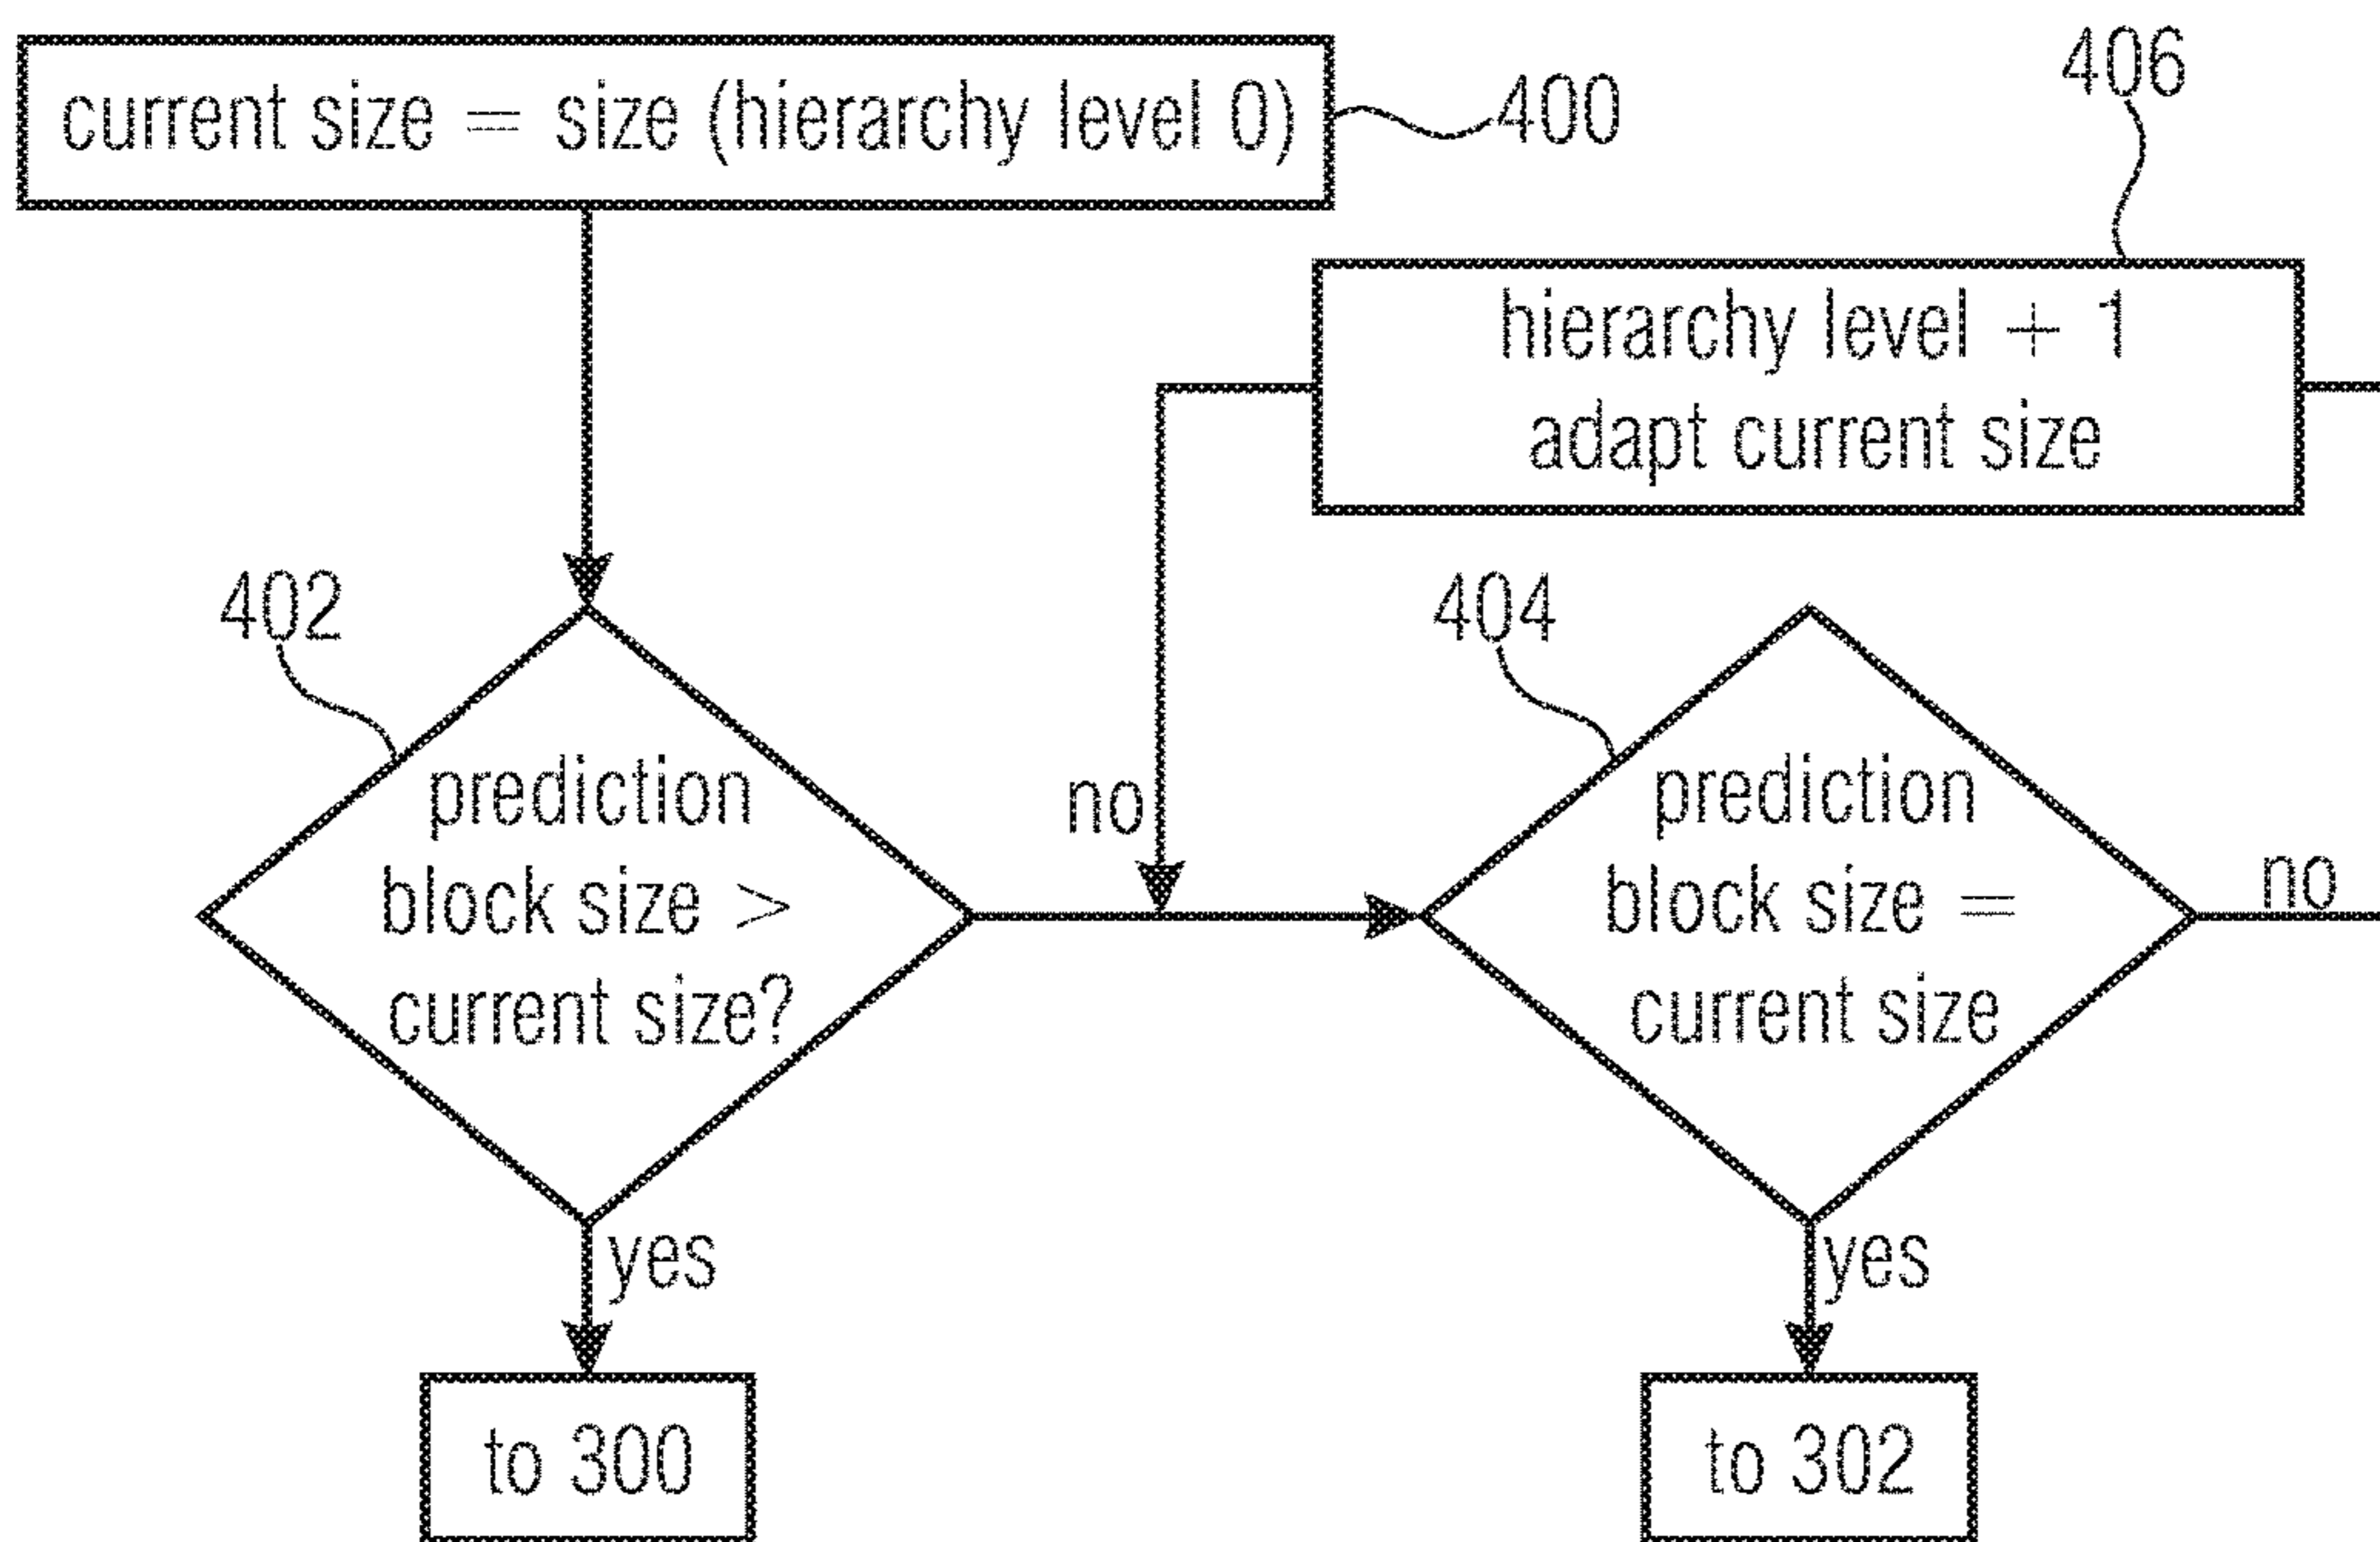 current size = size (hierarchy level 0)
400
406
hierarchy level + 1
adapt current size
402
prediction
block size >
current size?
no
404
prediction
block size =
current size
no
yes
yes
to 300
to 302